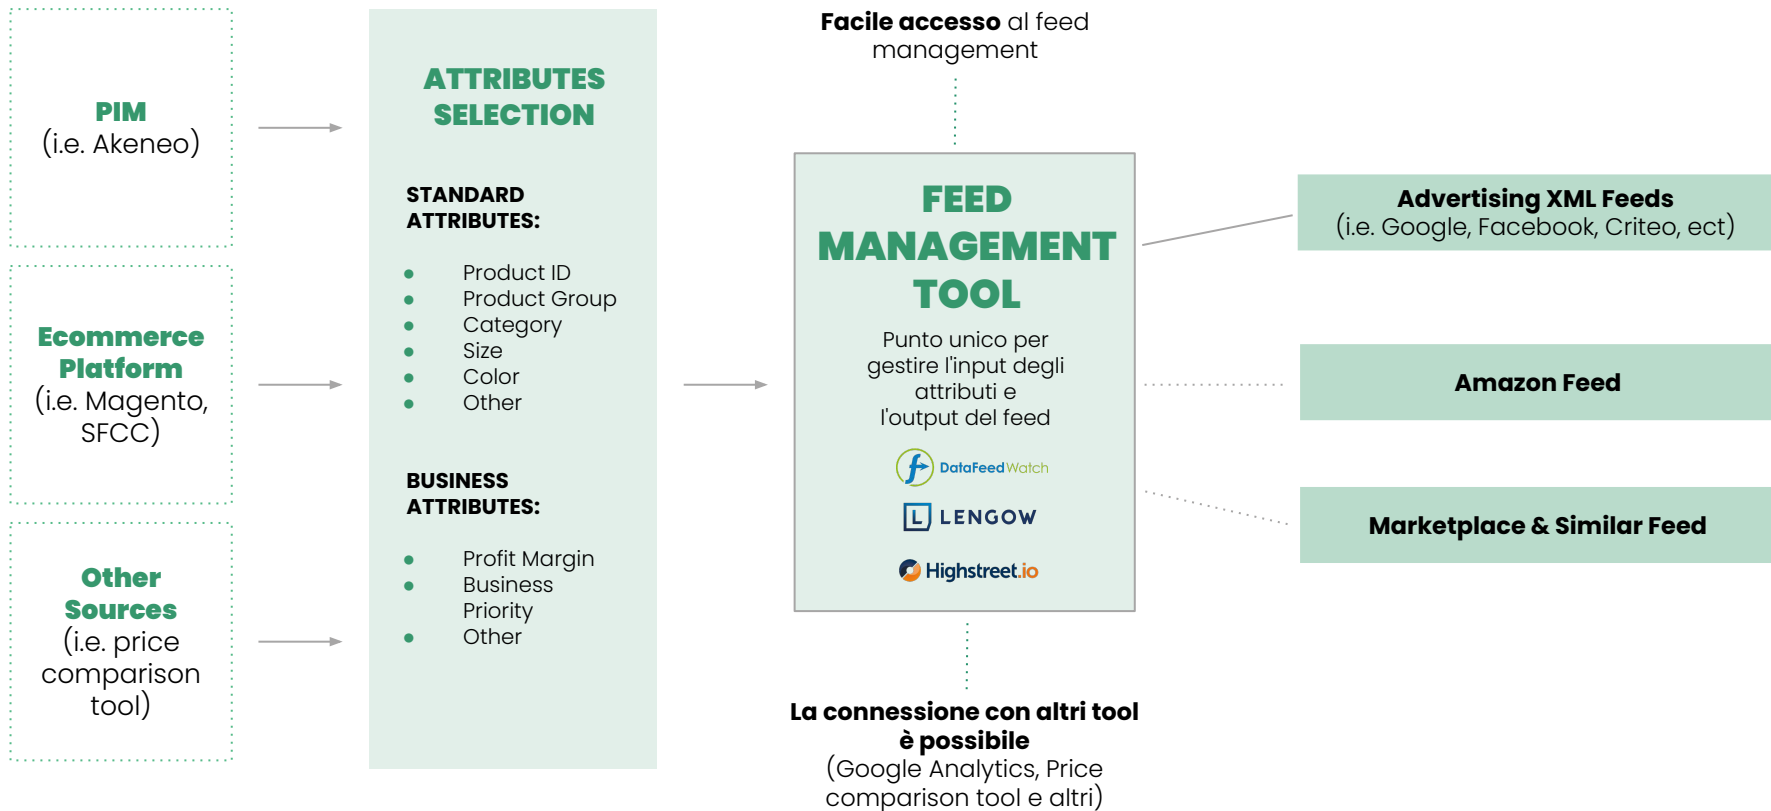 PIM
(i.e. Akeneo)
Ecommerce
Platform
(i.e. Magento,
SFCC)
Other
Sources
(i.e. price
comparison
tool)
ATTRIBUTES
SELECTION
STANDARD
ATTRIBUTES:
● Product ID
● Product Group
● Category
● Size
● Color
● Other
BUSINESS
ATTRIBUTES:
● Profit Margin
● Business
Priority
● Other
Facile accesso al feed
management
FEED
MANAGEMENT
TOOL
Punto unico per
gestire l'input degli
attributi e
l'output del feed
DataFeedWatch
LENGOW
Highstreet.io
La connessione con altri tool
è possibile
(Google Analytics, Price
comparison tool e altri)
Advertising XML Feeds
(i.e. Google, Facebook, Criteo, ect)
Amazon Feed
Marketplace & Similar Feed